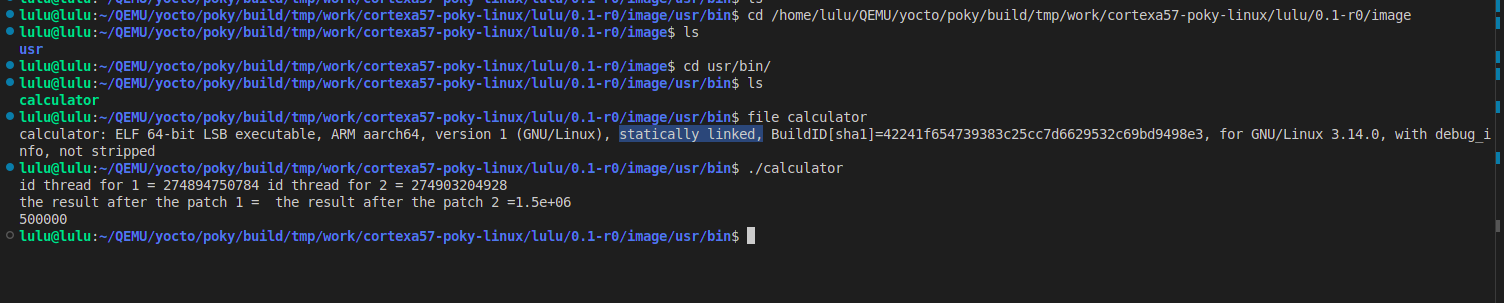 lulu@lulu:~/QEMU/yocto/poky/build/tmp/work/cortexa57-poky-linux/lulu/0.1-r0/image/usr/bin$ ls
lulu@lulu:~/QEMU/yocto/poky/build/tmp/work/cortexa57-poky-linux/lulu/0.1-r0$ cd /home/lulu/QEMU/yocto/poky/build/tmp/work/cortexa57-poky-linux/lulu/0.1-r0/image
lulu@lulu:~/QEMU/yocto/poky/build/tmp/work/cortexa57-poky-linux/lulu/0.1-r0/image$ ls
usr
lulu@lulu:~/QEMU/yocto/poky/build/tmp/work/cortexa57-poky-linux/lulu/0.1-r0/image$ cd usr/bin/
lulu@lulu:~/QEMU/yocto/poky/build/tmp/work/cortexa57-poky-linux/lulu/0.1-r0/image/usr/bin$ ls
calculator
lulu@lulu:~/QEMU/yocto/poky/build/tmp/work/cortexa57-poky-linux/lulu/0.1-r0/image/usr/bin$ file calculator
calculator: ELF 64-bit LSB executable, ARM aarch64, version 1 (GNU/Linux), statically linked, BuildID[sha1]=42241f654739383c25cc7d6629532c69bd9498e3, for GNU/Linux 3.14.0, with debug_i
nfo, not stripped
lulu@lulu:~/QEMU/yocto/poky/build/tmp/work/cortexa57-poky-linux/lulu/0.1-r0/image/usr/bin$ ./calculator
id thread for 1 = 274894750784 id thread for 2 = 274903204928
the result after the patch 1 =  the result after the patch 2 =1.5e+06
500000
lulu@lulu:~/QEMU/yocto/poky/build/tmp/work/cortexa57-poky-linux/lulu/0.1-r0/image/usr/bin$